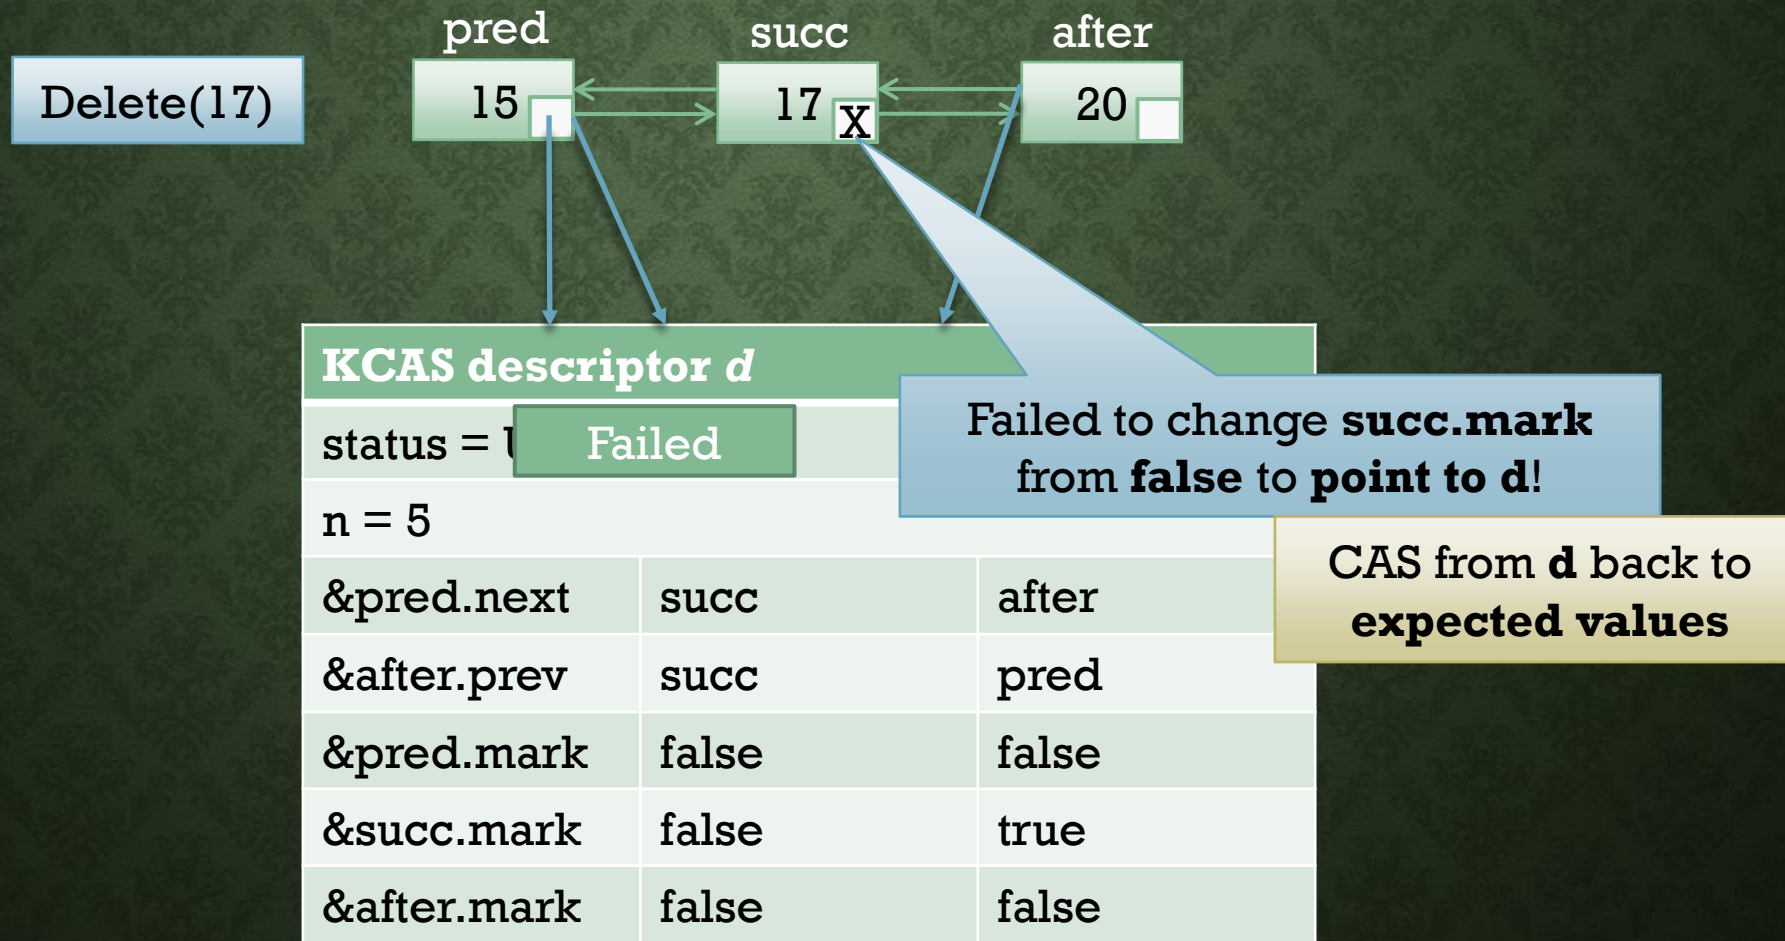 pred succ after
Delete(17)
15 17 X 20
KCAS descriptor d
status = Failed
Failed to change succ.mark
from false to point to d!
n = 5
CAS from d back to
expected values
&pred.next succ after
&after.prev succ pred
&pred.mark false false
&succ.mark false true
&after.mark false false